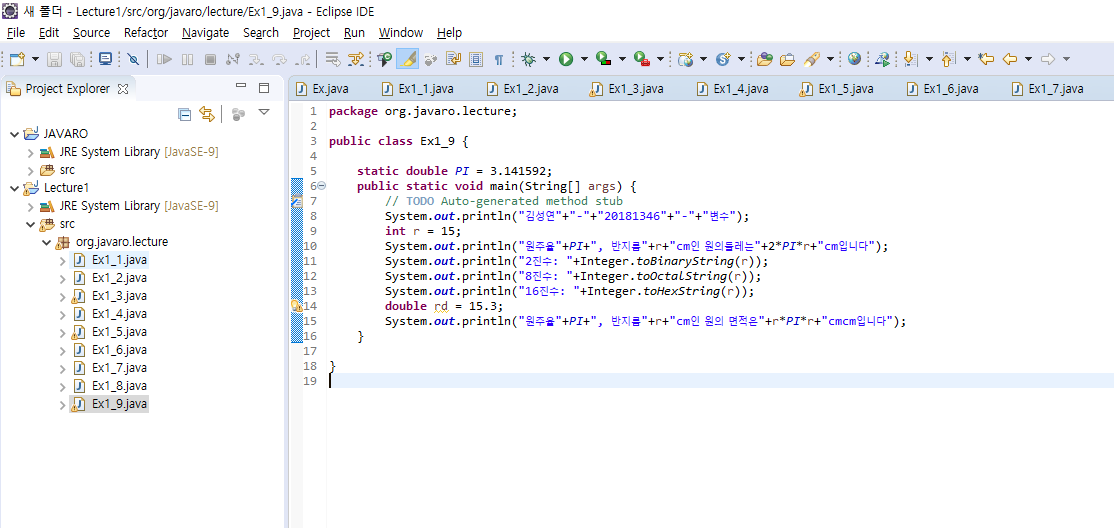 새 폴더 - Lecture1/src/org/javaro/lecture/Ex1_9.java - Eclipse IDE
File Edit Source Refactor Navigate Search Project Run Window Help
Project Explorer
JAVARO
JRE System Library [JavaSE-9]
src
Lecture1
JRE System Library [JavaSE-9]
src
org.javaro.lecture
Ex1_1.java
Ex1_2.java
Ex1_3.java
Ex1_4.java
Ex1_5.java
Ex1_6.java
Ex1_7.java
Ex1_8.java
Ex1_9.java
Ex.java Ex1_1.java Ex1_2.java Ex1_3.java Ex1_4.java Ex1_5.java Ex1_6.java Ex1_7.java
1 package org.javaro.lecture;
2
3 public class Ex1_9 {
4
5 static double PI = 3.141592;
6 public static void main(String[] args) {
7 // TODO Auto-generated method stub
8 System.out.println("김성연"+"-"+"20181346"+"-"+"변수");
9 int r = 15;
10 System.out.println("원주율"+PI+", 반지름"+r+"cm인 원의둘레는"+2*PI*r+"cm입니다");
11 System.out.println("2진수: "+Integer.toBinaryString(r));
12 System.out.println("8진수: "+Integer.toOctalString(r));
13 System.out.println("16진수: "+Integer.toHexString(r));
14 double rd = 15.3;
15 System.out.println("원주율"+PI+", 반지름"+r+"cm인 원의 면적은"+r*PI*r+"cmcm입니다");
16 }
17
18 }
19